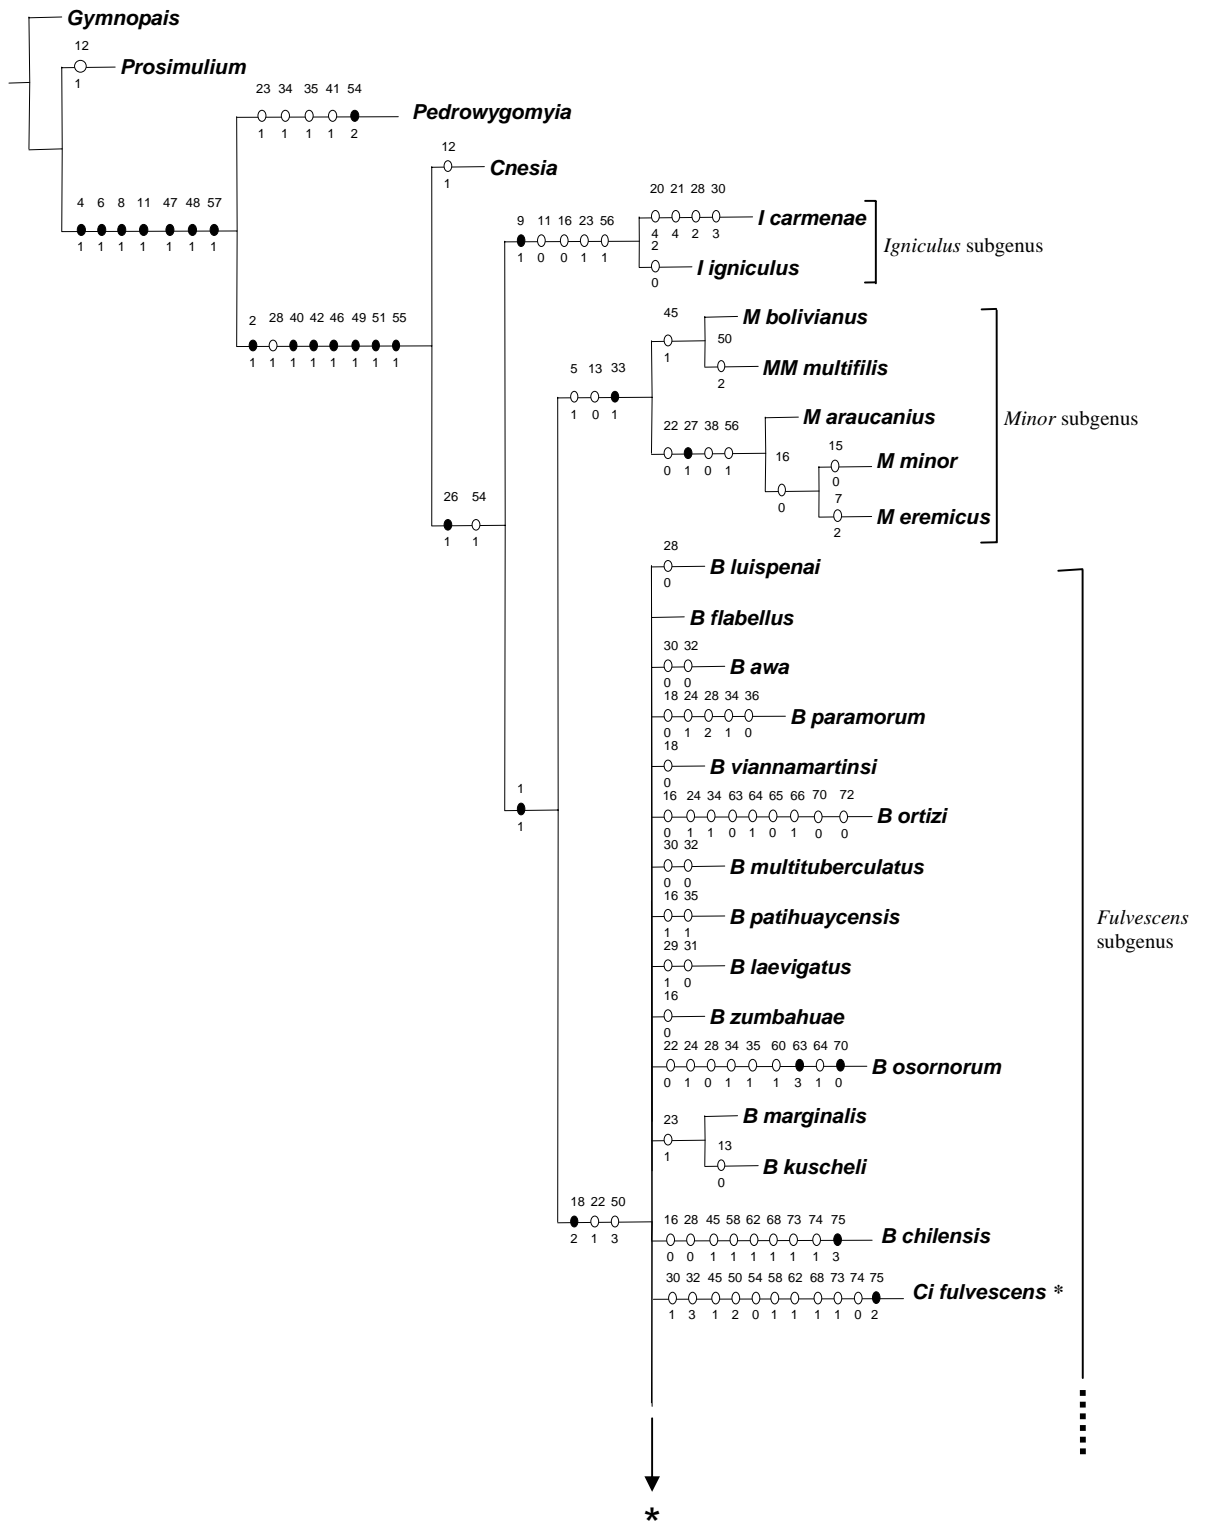 Gymnopais
12
Prosimulium
1
23 34 35 41 54
Pedrowygomyia
1 1 1 1 2
12
Cnesia
1
4 6 8 11 47 48 57
1 1 1 1 1 1 1
20 21 28 30
I carmenae
4 4 2 3
9 11 16 23 56
1 0 0 1 1
2
I igniculus
0
Igniculus subgenus
2 28 40 42 46 49 51 55
1 1 1 1 1 1 1 1
45
M bolivianus
1
50
MM multifilis
2
5 13 33
1 0 1
M araucanius
22 27 38 56
0 1 0 1
16
0
15
M minor
0
7
M eremicus
2
Minor subgenus
26 54
1 1
28
B luispenai
0
B flabellus
30 32
B awa
0 0
18 24 28 34 36
B paramorum
0 1 2 1 0
18
B viannamartinsi
0
1
1
16 24 34 63 64 65 66 70 72
B ortizi
0 1 1 0 1 0 1 0 0
30 32
B multituberculatus
0 0
16 35
B patihuaycensis
1 1
29 31
B laevigatus
1 0
16
B zumbahuae
0
Fulvescens
subgenus
22 24 28 34 35 60 63 64 70
B osornorum
0 1 0 1 1 1 3 1 0
B marginalis
23
1
13
B kuscheli
0
18 22 50
2 1 3
16 28 45 58 62 68 73 74 75
B chilensis
0 0 1 1 1 1 1 1 3
30 32 45 50 54 58 62 68 73 74 75
Ci fulvescens *
1 3 1 2 0 1 1 1 1 0 2
*